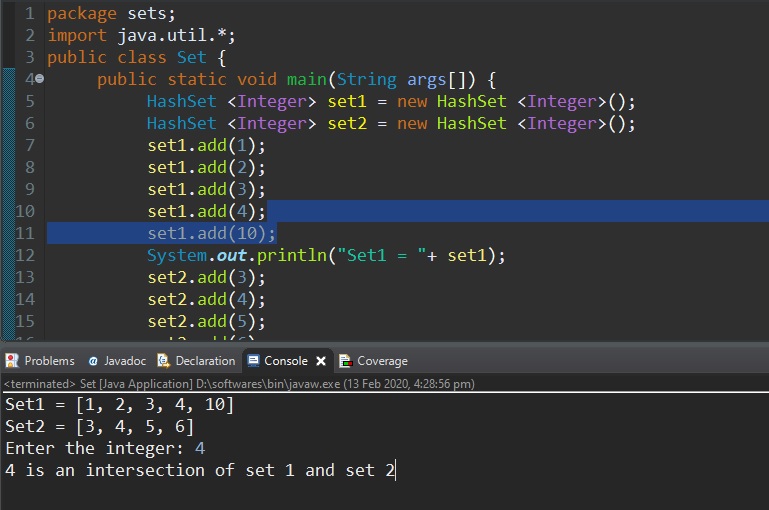 1 package sets;
2 import java.util.*;
3 public class Set {
4 public static void main(String args[]) {
5 HashSet <Integer> set1 = new HashSet <Integer>();
6 HashSet <Integer> set2 = new HashSet <Integer>();
7 set1.add(1);
8 set1.add(2);
9 set1.add(3);
10 set1.add(4);
11 set1.add(10);
12 System.out.println("Set1 = "+ set1);
13 set2.add(3);
14 set2.add(4);
15 set2.add(5);
Problems @ Javadoc Declaration Console Coverage
<terminated> Set [Java Application] D:\softwares\bin\javaw.exe (13 Feb 2020, 4:28:56 pm)
Set1 = [1, 2, 3, 4, 10]
Set2 = [3, 4, 5, 6]
Enter the integer: 4
4 is an intersection of set 1 and set 2